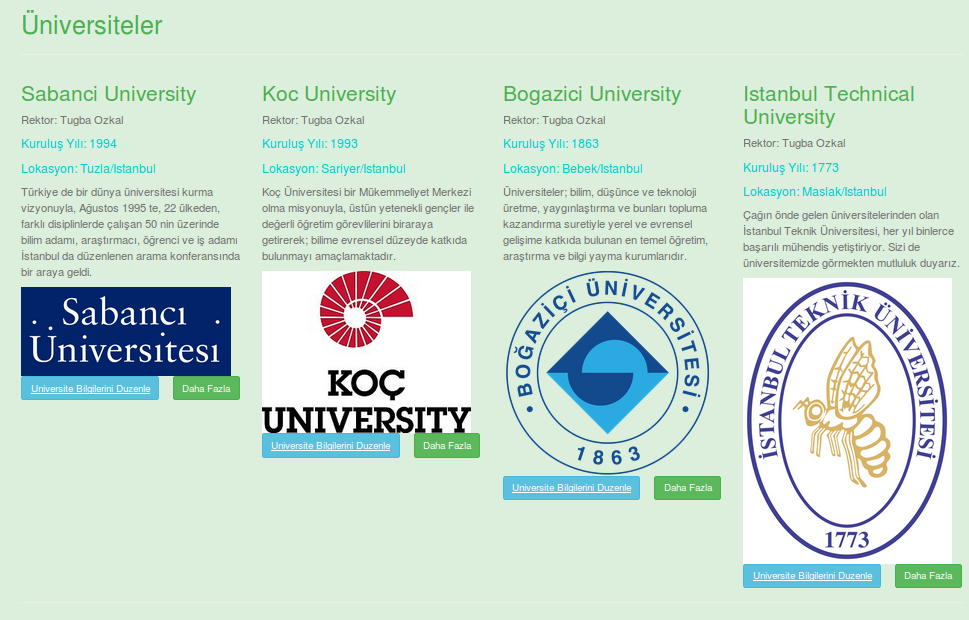 Üniversiteler
Sabanci University
Rektor: Tugba Ozkal
Kuruluş Yılı: 1994
Lokasyon: Tuzla/Istanbul
Türkiye de bir dünya üniversitesi kurma
vizyonuyla, Ağustos 1995 te, 22 ülkeden,
farklı disiplinlerde çalışan 50 nin üzerinde
bilim adamı, araştırmacı, öğrenci ve iş adamı
İstanbul da düzenlenen arama konferansında
bir araya geldi.
Sabancı
Üniversitesi
Universite Bilgilerini Duzenle
Daha Fazla
Koc University
Rektor: Tugba Ozkal
Kuruluş Yılı: 1993
Lokasyon: Sariyer/Istanbul
Koç Üniversitesi bir Mükemmeliyet Merkezi
olma misyonuyla, üstün yetenekli gençler ile
değerli öğretim görevlilerini biraraya
getirerek; bilime evrensel düzeyde katkıda
bulunmayı amaçlamaktadır.
KOÇ
UNIVERSITY
Universite Bilgilerini Duzenle
Daha Fazla
Bogazici University
Rektor: Tugba Ozkal
Kuruluş Yılı: 1863
Lokasyon: Bebek/Istanbul
Üniversiteler; bilim, düşünce ve teknoloji
üretme, yaygınlaştırma ve bunları topluma
kazandırma suretiyle yerel ve evrensel
gelişime katkıda bulunan en temel öğretim,
araştırma ve bilgi yayma kurumlarıdır.
BOĞAZİÇİ ÜNİVERSİTESİ
1863
Universite Bilgilerini Duzenle
Daha Fazla
Istanbul Technical
University
Rektor: Tugba Ozkal
Kuruluş Yılı: 1773
Lokasyon: Maslak/Istanbul
Çağın önde gelen üniversitelerinden olan
İstanbul Teknik Üniversitesi, her yıl binlerce
başarılı mühendis yetiştiriyor. Sizi de
üniversitemizde görmekten mutluluk duyarız.
İSTANBUL TEKNİK ÜNİVERSİTESİ
1773
Universite Bilgilerini Duzenle
Daha Fazla